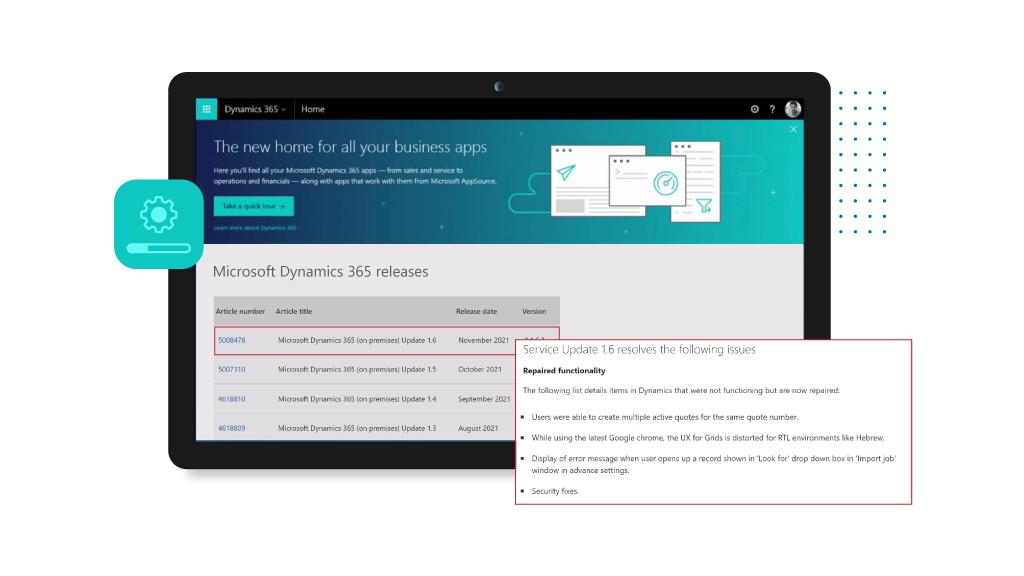 Dynamics 365 Home ?
The new home for all your business apps
Here you'll find all your Microsoft Dynamics 365 apps — from sales and service to
operations and financials — along with apps that work with them from Microsoft AppSource.
Take a quick tour →
Learn more about Dynamics 365
Microsoft Dynamics 365 releases
Article number Article title Release date Version
5008478 Microsoft Dynamics 365 (on premises) Update 1.6 November 2021
5007310 Microsoft Dynamics 365 (on premises) Update 1.5 October 2021
4618810 Microsoft Dynamics 365 (on premises) Update 1.4 September 2021
4618809 Microsoft Dynamics 365 (on premises) Update 1.3 August 2021
Service Update 1.6 resolves the following issues
Repaired functionality
The following list details items in Dynamics that were not functioning but are now repaired:
▪ Users were able to create multiple active quotes for the same quote number.
▪ While using the latest Google chrome, the UX for Grids is distorted for RTL environments like Hebrew.
▪ Display of error message when user opens up a record shown in 'Look for' drop down box in 'Import job'
window in advance settings.
▪ Security fixes.